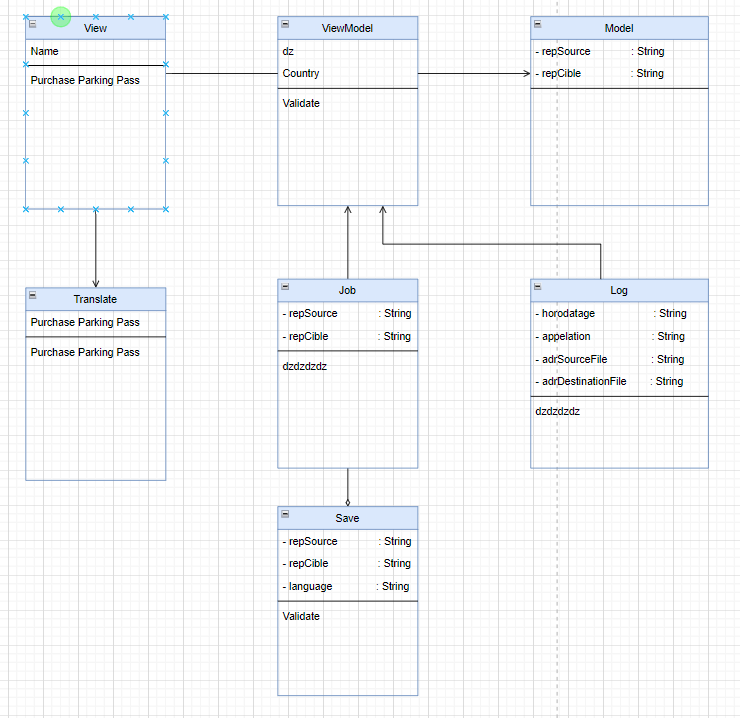 View
Name
Purchase Parking Pass
ViewModel
dz
Country
Validate
Model
- repSource : String
- repCible : String
Translate
Purchase Parking Pass
Purchase Parking Pass
Job
- repSource : String
- repCible : String
dzdzdzdz
Log
- horodatage : String
- appelation : String
- adrSourceFile : String
- adrDestinationFile : String
dzdzdzdz
Save
- repSource : String
- repCible : String
- language : String
Validate